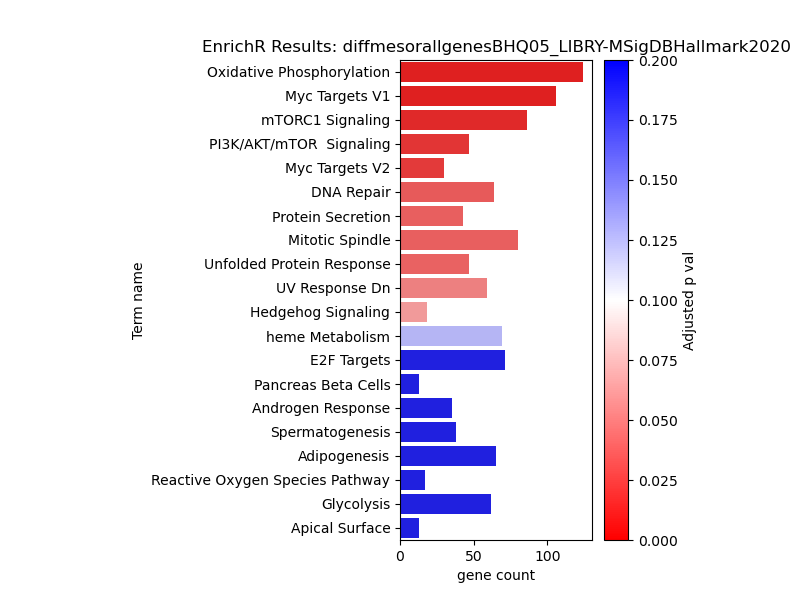 EnrichR Results: diffmesorallgenesBHQ05_LIBRY-MSigDBHallmark2020
Term name
Oxidative Phosphorylation
Myc Targets V1
mTORC1 Signaling
PI3K/AKT/mTOR  Signaling
Myc Targets V2
DNA Repair
Protein Secretion
Mitotic Spindle
Unfolded Protein Response
UV Response Dn
Hedgehog Signaling
heme Metabolism
E2F Targets
Pancreas Beta Cells
Androgen Response
Spermatogenesis
Adipogenesis
Reactive Oxygen Species Pathway
Glycolysis
Apical Surface
0 50 100
gene count
0.200
0.175
0.150
0.125
0.100
0.075
0.050
0.025
0.000
Adjusted p val